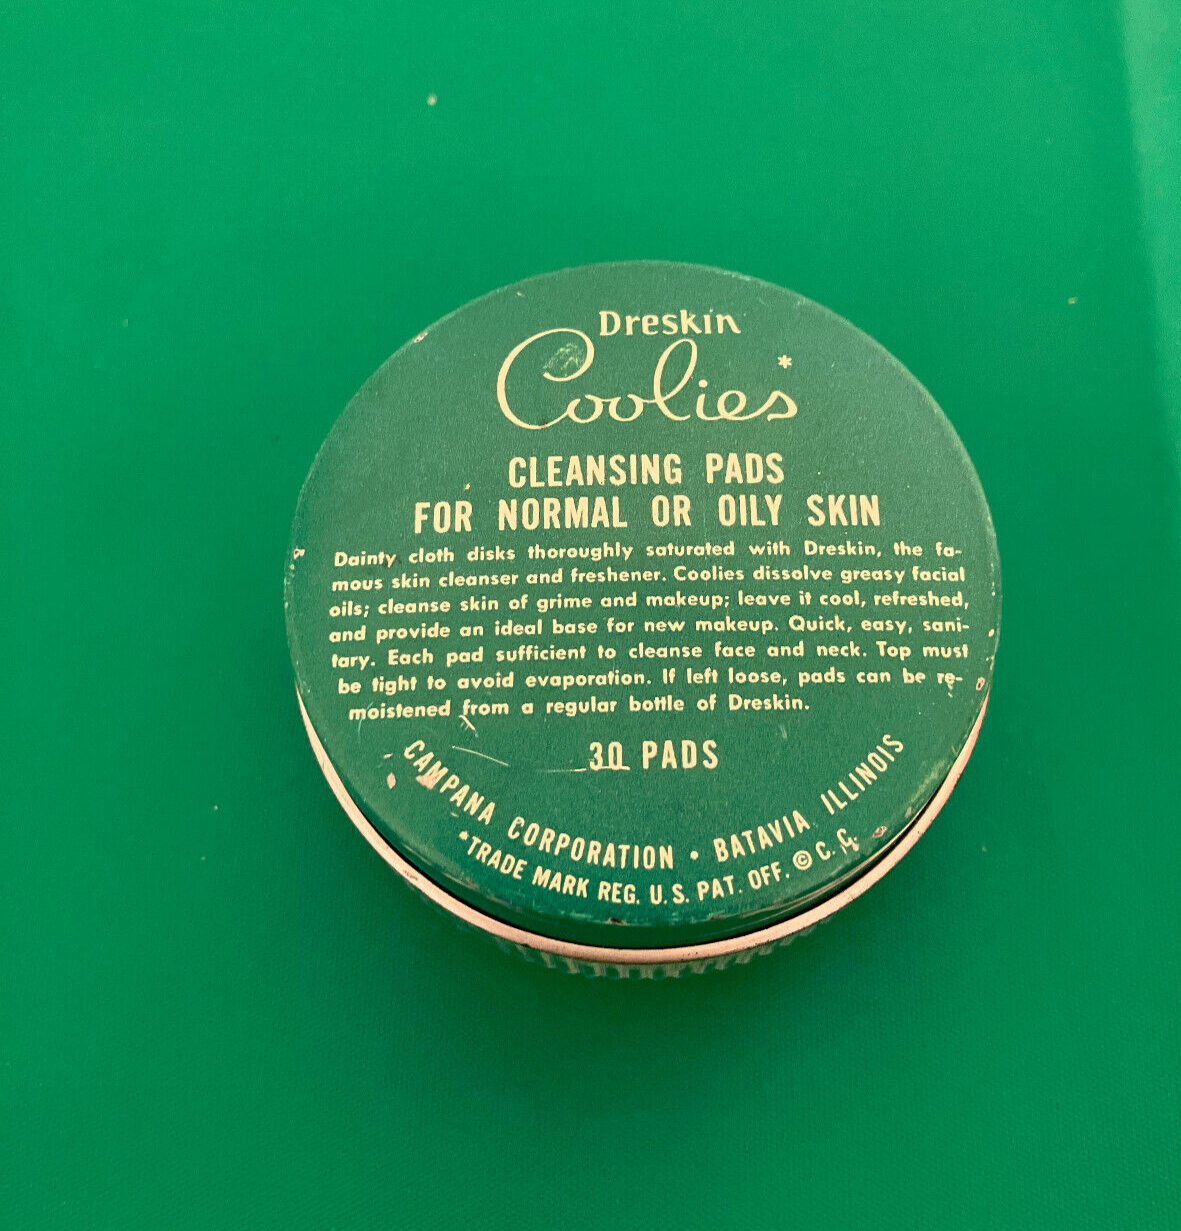 Dreskin
Coolies*
CLEANSING PADS
FOR NORMAL OR OILY SKIN
Dainty cloth disks thoroughly saturated with Dreskin, the fa-
mous skin cleanser and freshener. Coolies dissolve greasy facial
oils; cleanse skin of grime and makeup; leave it cool, refreshed,
and provide an ideal base for new makeup. Quick, easy, sani-
tary. Each pad sufficient to cleanse face and neck. Top must
be tight to avoid evaporation. If left loose, pads can be re-
moistened from a regular bottle of Dreskin.
30 PADS
CAMPANA CORPORATION • BATAVIA ILLINOIS
*TRADE MARK REG. U.S. PAT. OFF. © C. C.